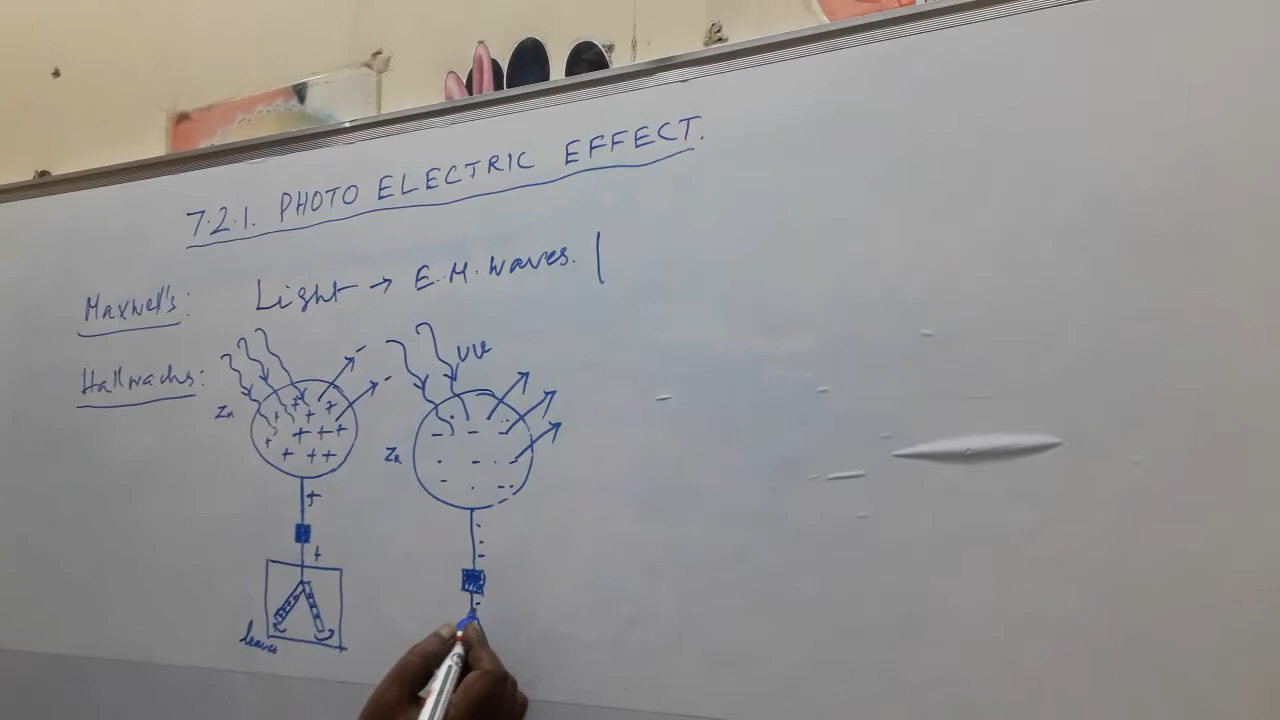 7.2.1. PHOTO ELECTRIC EFFECT.
Maxwell's: Light → E.M. Waves.
Hallwachs:
UV
Zn
Zn
leaves